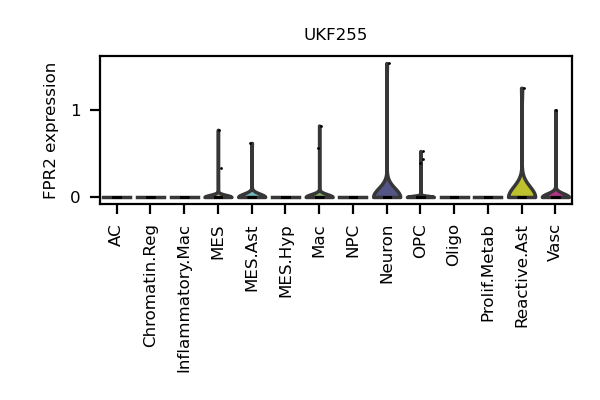 UKF255
FPR2 expression
1
0
AC
Chromatin.Reg
Inflammatory.Mac
MES
MES.Ast
MES.Hyp
Mac
NPC
Neuron
OPC
Oligo
Prolif.Metab
Reactive.Ast
Vasc